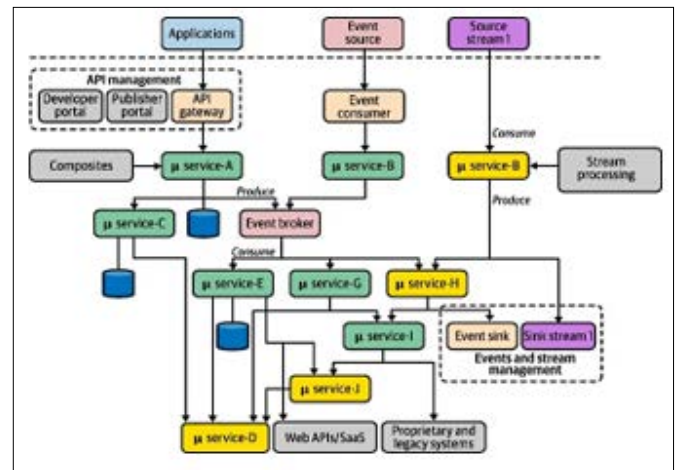 Applications
Event
source
Source
stream 1
API management
Developer
portal
Publisher
portal
API
gateway
Event
consumer
Consume
Composites
μ service-A
μ service-B
μ service-B
Stream
processing
Produce
Produce
μ service-C
Event broker
Consume
μ service-E
μ service-G
μ service-H
μ service-I
Event sink
Sink stream 1
Events and stream
management
μ service-J
μ service-D
Web APIs/SaaS
Proprietary and
legacy systems